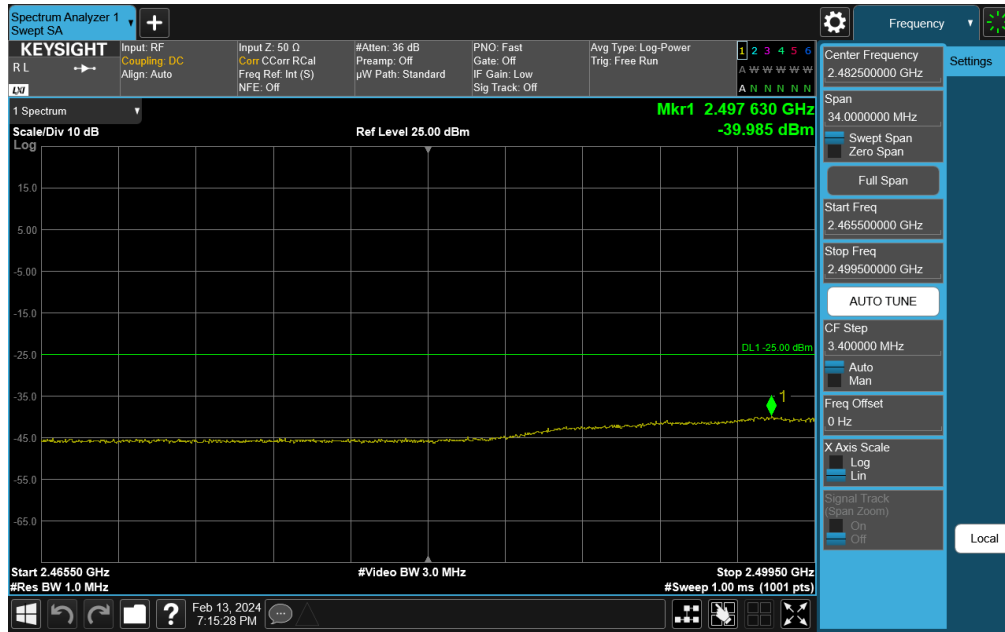 Spectrum Analyzer 1
Swept SA
Frequency
KEYSIGHT
R L
LXI
Input: RF
Coupling: DC
Align: Auto
Input Z: 50 Ω
Corr CCorr RCal
Freq Ref: Int (S)
NFE: Off
#Atten: 36 dB
Preamp: Off
µW Path: Standard
PNO: Fast
Gate: Off
IF Gain: Low
Sig Track: Off
Avg Type: Log-Power
Trig: Free Run
1 2 3 4 5 6
A W W W W W
A N N N N N
1 Spectrum
Scale/Div 10 dB
Log
Ref Level 25.00 dBm
Mkr1 2.497 630 GHz
-39.985 dBm
15.0
5.00
-5.00
-15.0
-25.0
-35.0
-45.0
-55.0
-65.0
DL1 -25.00 dBm
1
Start 2.46550 GHz
#Res BW 1.0 MHz
#Video BW 3.0 MHz
Stop 2.49950 GHz
#Sweep 1.00 ms (1001 pts)
Center Frequency
2.482500000 GHz
Settings
Span
34.0000000 MHz
Swept Span
Zero Span
Full Span
Start Freq
2.465500000 GHz
Stop Freq
2.499500000 GHz
AUTO TUNE
CF Step
3.400000 MHz
Auto
Man
Freq Offset
0 Hz
X Axis Scale
Log
Lin
Signal Track
(Span Zoom)
On
Off
Local
?
Feb 13, 2024
7:15:28 PM